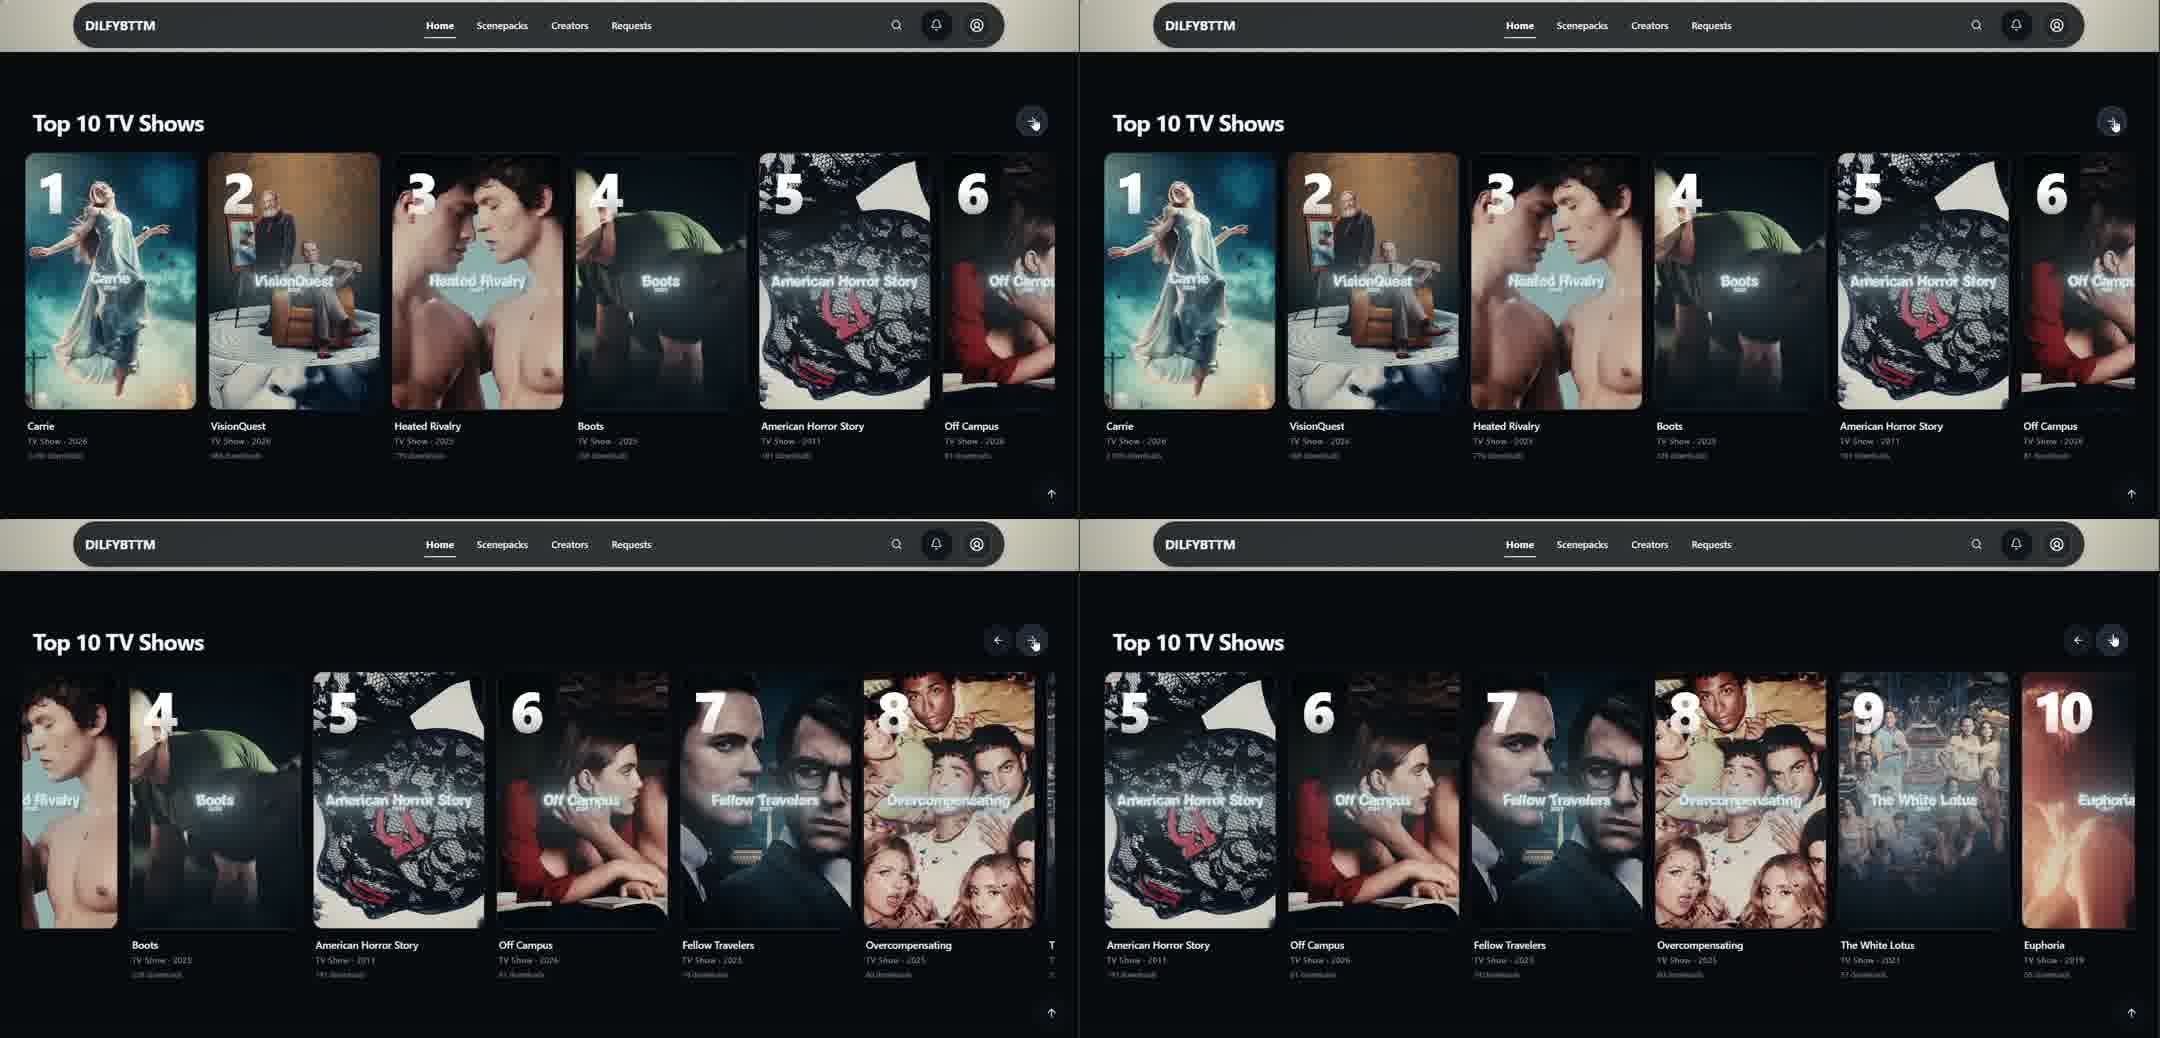 DILFYBTTM Home Scenepacks Creators Requests
Top 10 TV Shows
1 2 3 4 5 6
Carrie VisionQuest Heated Rivalry Boots American Horror Story Off Campu
Carrie VisionQuest Heated Rivalry Boots American Horror Story Off Campus
TV Show · 2026 TV Show · 2026 TV Show · 2025 TV Show · 2025 TV Show · 2011 TV Show · 2026
DILFYBTTM Home Scenepacks Creators Requests
Top 10 TV Shows
1 2 3 4 5 6
Carrie VisionQuest Heated Rivalry Boots American Horror Story Off Camp
Carrie VisionQuest Heated Rivalry Boots American Horror Story Off Campus
TV Show · 2026 TV Show · 2026 TV Show · 2025 TV Show · 2025 TV Show · 2011 TV Show · 2026
DILFYBTTM Home Scenepacks Creators Requests
Top 10 TV Shows
4 5 6 7 8
d Rivalry Boots American Horror Story Off Campus Fellow Travelers Overcompensating
Boots American Horror Story Off Campus Fellow Travelers Overcompensating T
TV Show · 2025 TV Show · 2011 TV Show · 2026 TV Show · 2023 TV Show · 2025 T
DILFYBTTM Home Scenepacks Creators Requests
Top 10 TV Shows
5 6 7 8 9 10
American Horror Story Off Campus Fellow Travelers Overcompensating The White Lotus Euphoria
American Horror Story Off Campus Fellow Travelers Overcompensating The White Lotus Euphoria
TV Show · 2011 TV Show · 2026 TV Show · 2023 TV Show · 2025 TV Show · 2021 TV Show · 2019